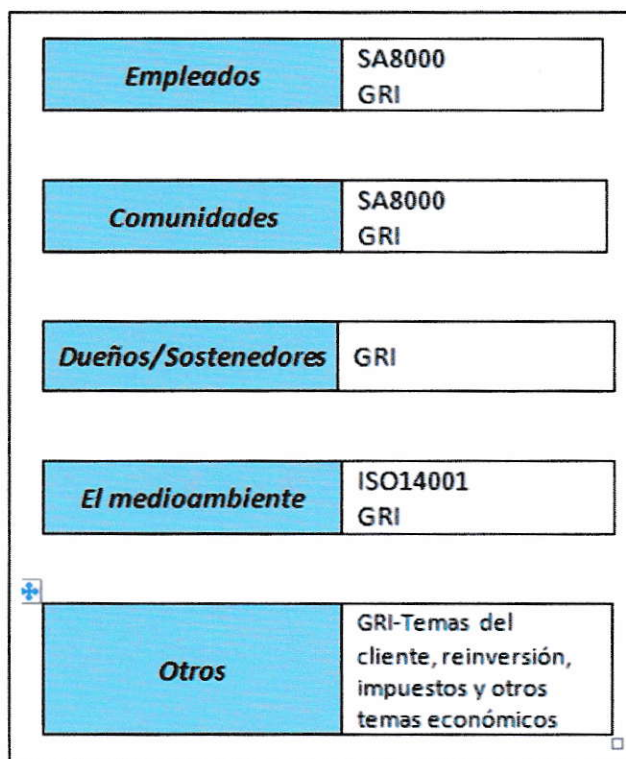 Empleados
SA8000
GRI
Comunidades
SA8000
GRI
Dueños/Sostenedores
GRI
El medioambiente
ISO14001
GRI
Otros
GRI-Temas del
cliente, reinversión,
impuestos y otros
temas económicos